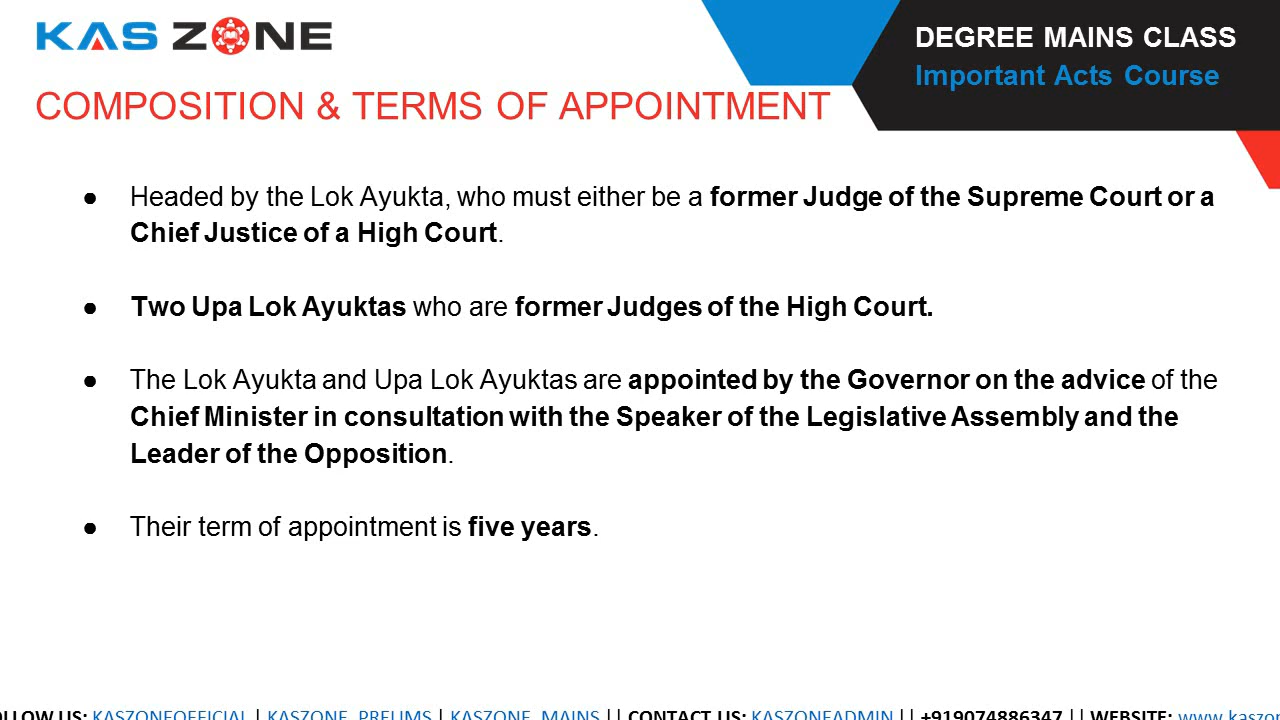 KAS ZONE
DEGREE MAINS CLASS
Important Acts Course
COMPOSITION & TERMS OF APPOINTMENT
● Headed by the Lok Ayukta, who must either be a former Judge of the Supreme Court or a
Chief Justice of a High Court.
● Two Upa Lok Ayuktas who are former Judges of the High Court.
● The Lok Ayukta and Upa Lok Ayuktas are appointed by the Governor on the advice of the
Chief Minister in consultation with the Speaker of the Legislative Assembly and the
Leader of the Opposition.
● Their term of appointment is five years.
US: KASZONEOFFICIAL | KASZONE_PRELIMS | KASZONE_MAINS || CONTACT US: KASZONEADMIN || +919074886347 || WEBSITE: